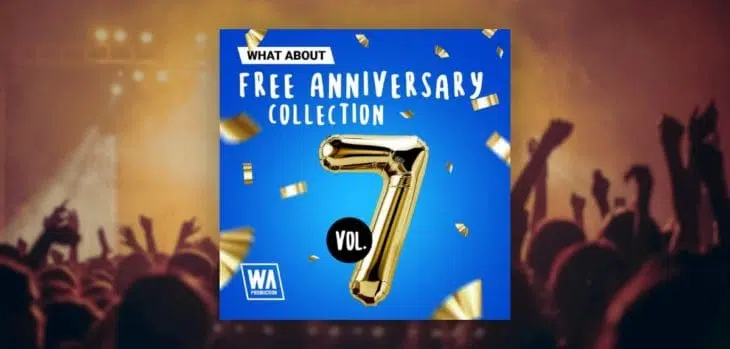 WHAT ABOUT
FREE ANNIVERSARY
COLLECTION
7
VOL.
WA
PRODUCTION